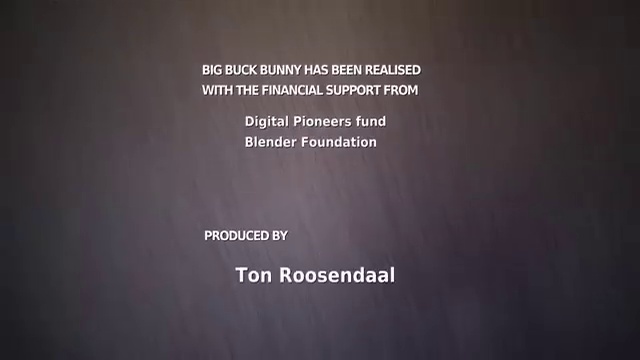 BIG BUCK BUNNY HAS BEEN REALISED
WITH THE FINANCIAL SUPPORT FROM
Digital Pioneers fund
Blender Foundation
PRODUCED BY
Ton Roosendaal